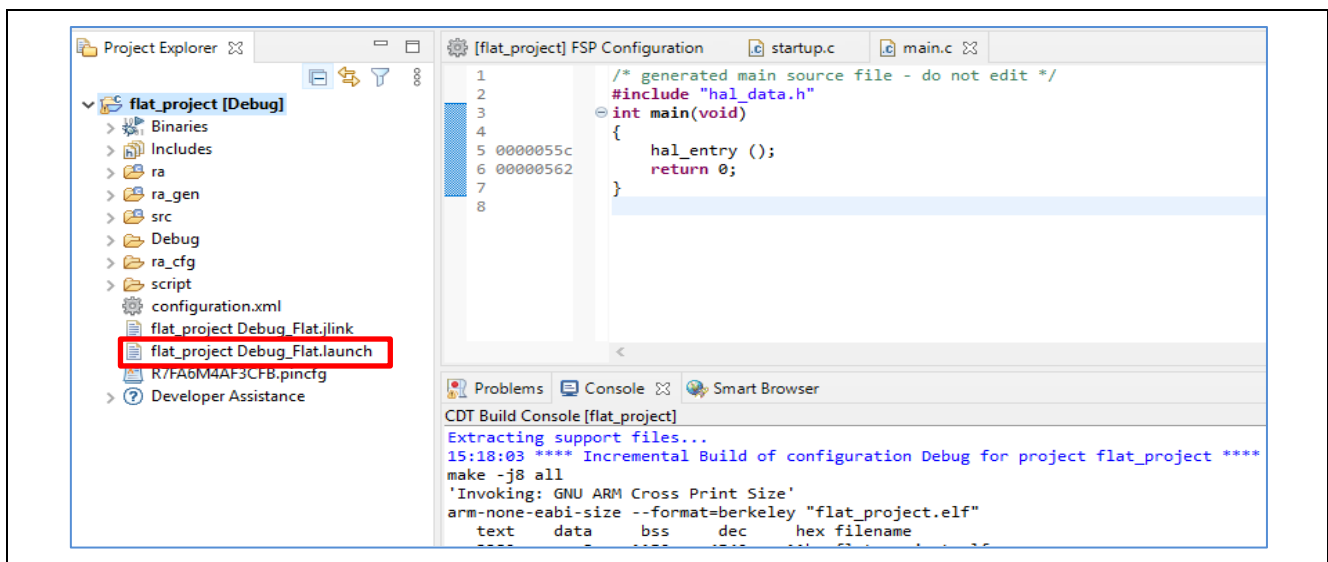 Project Explorer
flat_project [Debug]
Binaries
Includes
ra
ra_gen
src
Debug
ra_cfg
script
configuration.xml
flat_project Debug_Flat.jlink
flat_project Debug_Flat.launch
R7FA6M4AF3CFB.pincfg
Developer Assistance
[flat_project] FSP Configuration startup.c main.c
1 /* generated main source file - do not edit */
2 #include "hal_data.h"
3 int main(void)
4 {
5 0000055c hal_entry ();
6 00000562 return 0;
7 }
8
Problems Console Smart Browser
CDT Build Console [flat_project]
Extracting support files...
15:18:03 **** Incremental Build of configuration Debug for project flat_project ****
make -j8 all
'Invoking: GNU ARM Cross Print Size'
arm-none-eabi-size --format=berkeley "flat_project.elf"
text data bss dec hex filename